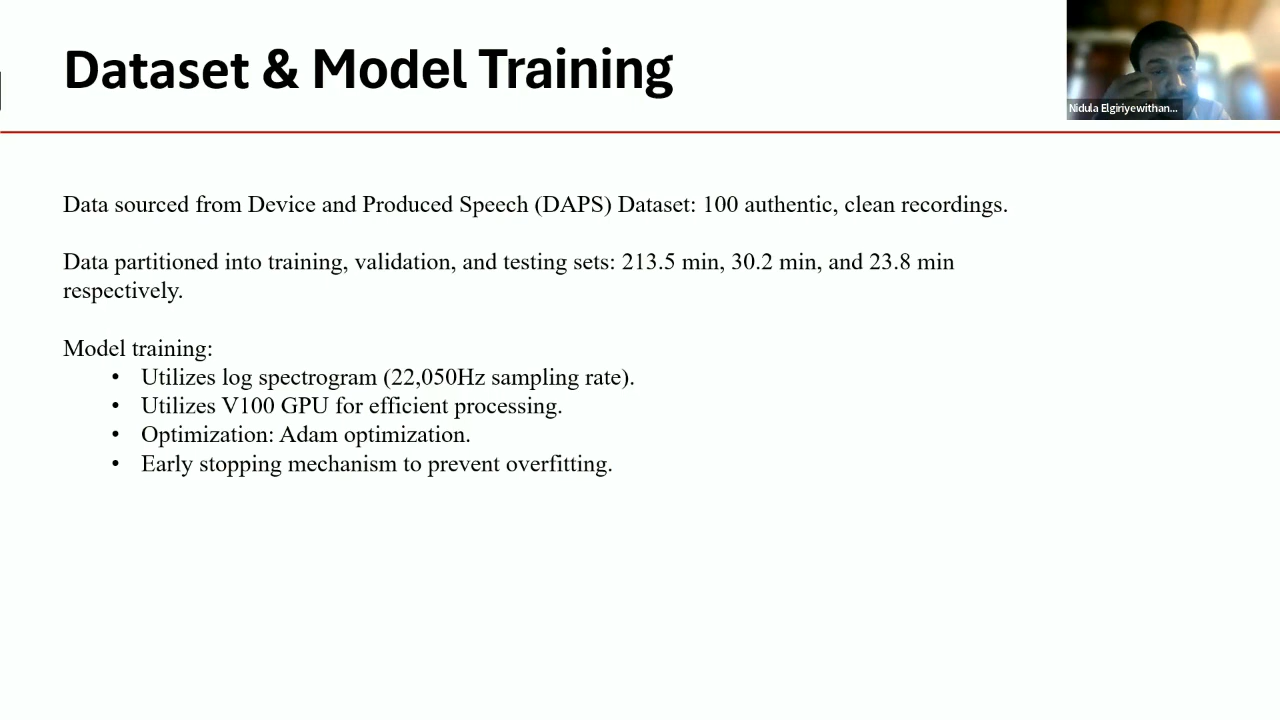 Dataset & Model Training
Nidula Elgiriyewithan...
Data sourced from Device and Produced Speech (DAPS) Dataset: 100 authentic, clean recordings.
Data partitioned into training, validation, and testing sets: 213.5 min, 30.2 min, and 23.8 min
respectively.
Model training:
• Utilizes log spectrogram (22,050Hz sampling rate).
• Utilizes V100 GPU for efficient processing.
• Optimization: Adam optimization.
• Early stopping mechanism to prevent overfitting.